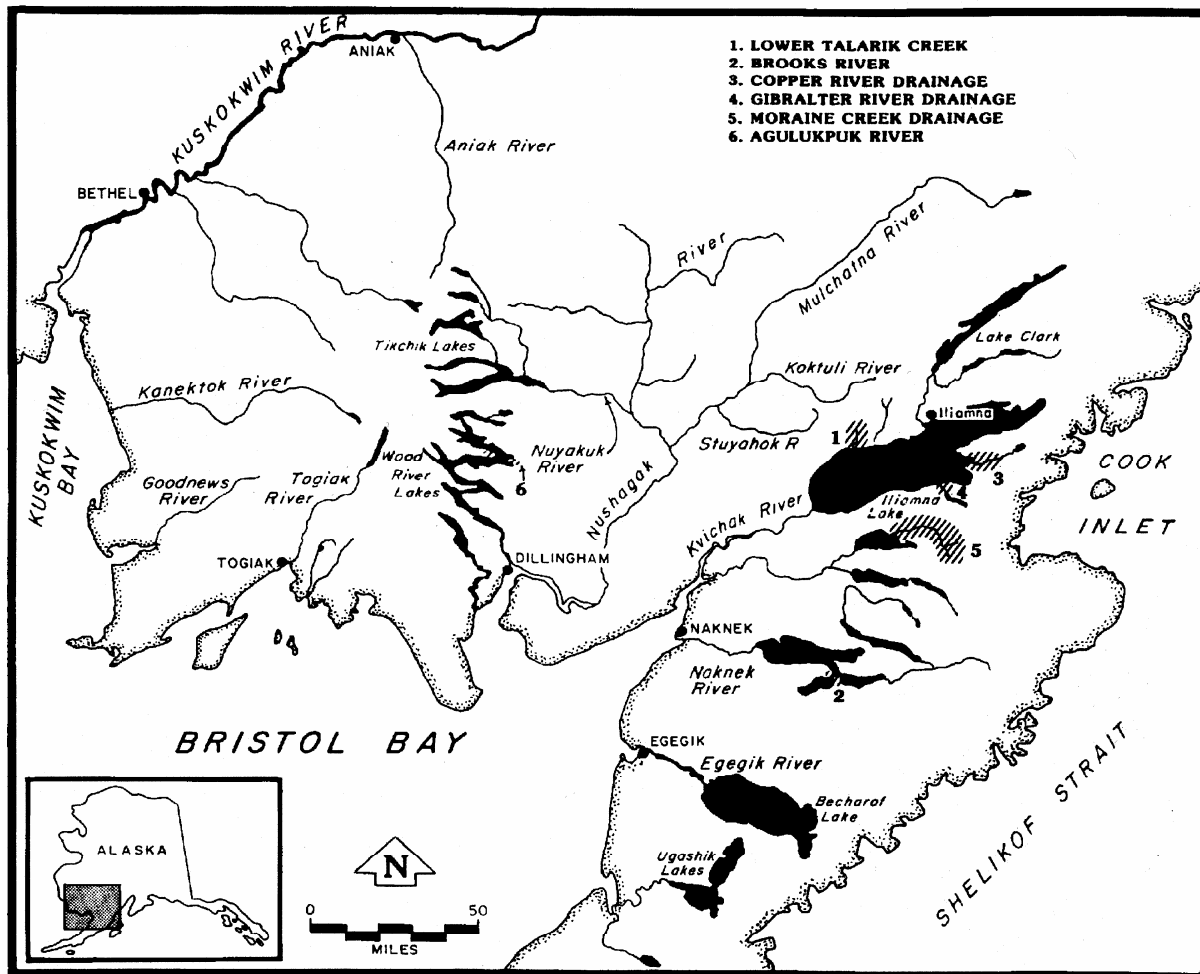 KUSKOKWIM RIVER
ANIAK
1. LOWER TALARIK CREEK
2. BROOKS RIVER
3. COPPER RIVER DRAINAGE
4. GIBRALTER RIVER DRAINAGE
5. MORAINE CREEK DRAINAGE
6. AGULUKPUK RIVER
Aniak River
BETHEL
River
Mulchatna River
Tikchik Lakes
Lake Clark
Koktuli River
Kanektok River
Iliamna
KUSKOKWIM
BAY
Stuyahok R
1
Nuyakuk
River
Wood
River
Lakes
6
Togiak
River
Goodnews
River
3
4
COOK
INLET
Iliamna
Lake
Nushagak
Kvichak River
5
TOGIAK
DILLINGHAM
NAKNEK
Naknek
River
2
BRISTOL BAY
EGEGIK
Egegik River
Becharof
Lake
SHELIKOF STRAIT
Ugashik
Lakes
ALASKA
N
0 50
MILES